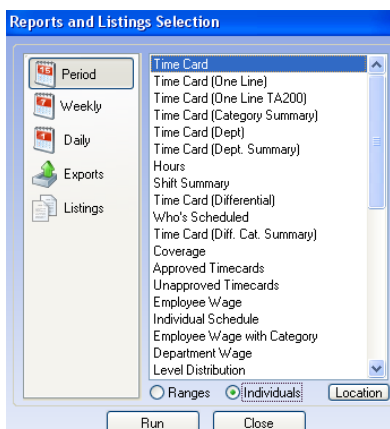 Reports and Listings Selection
Period
Weekly
Daily
Exports
Listings
Time Card
Time Card (One Line)
Time Card (One Line TA200)
Time Card (Category Summary)
Time Card (Dept)
Time Card (Dept. Summary)
Hours
Shift Summary
Time Card (Differential)
Who's Scheduled
Time Card (Diff. Cat. Summary)
Coverage
Approved Timecards
Unapproved Timecards
Employee Wage
Individual Schedule
Employee Wage with Category
Department Wage
Level Distribution
Ranges Individuals Location
Run Close